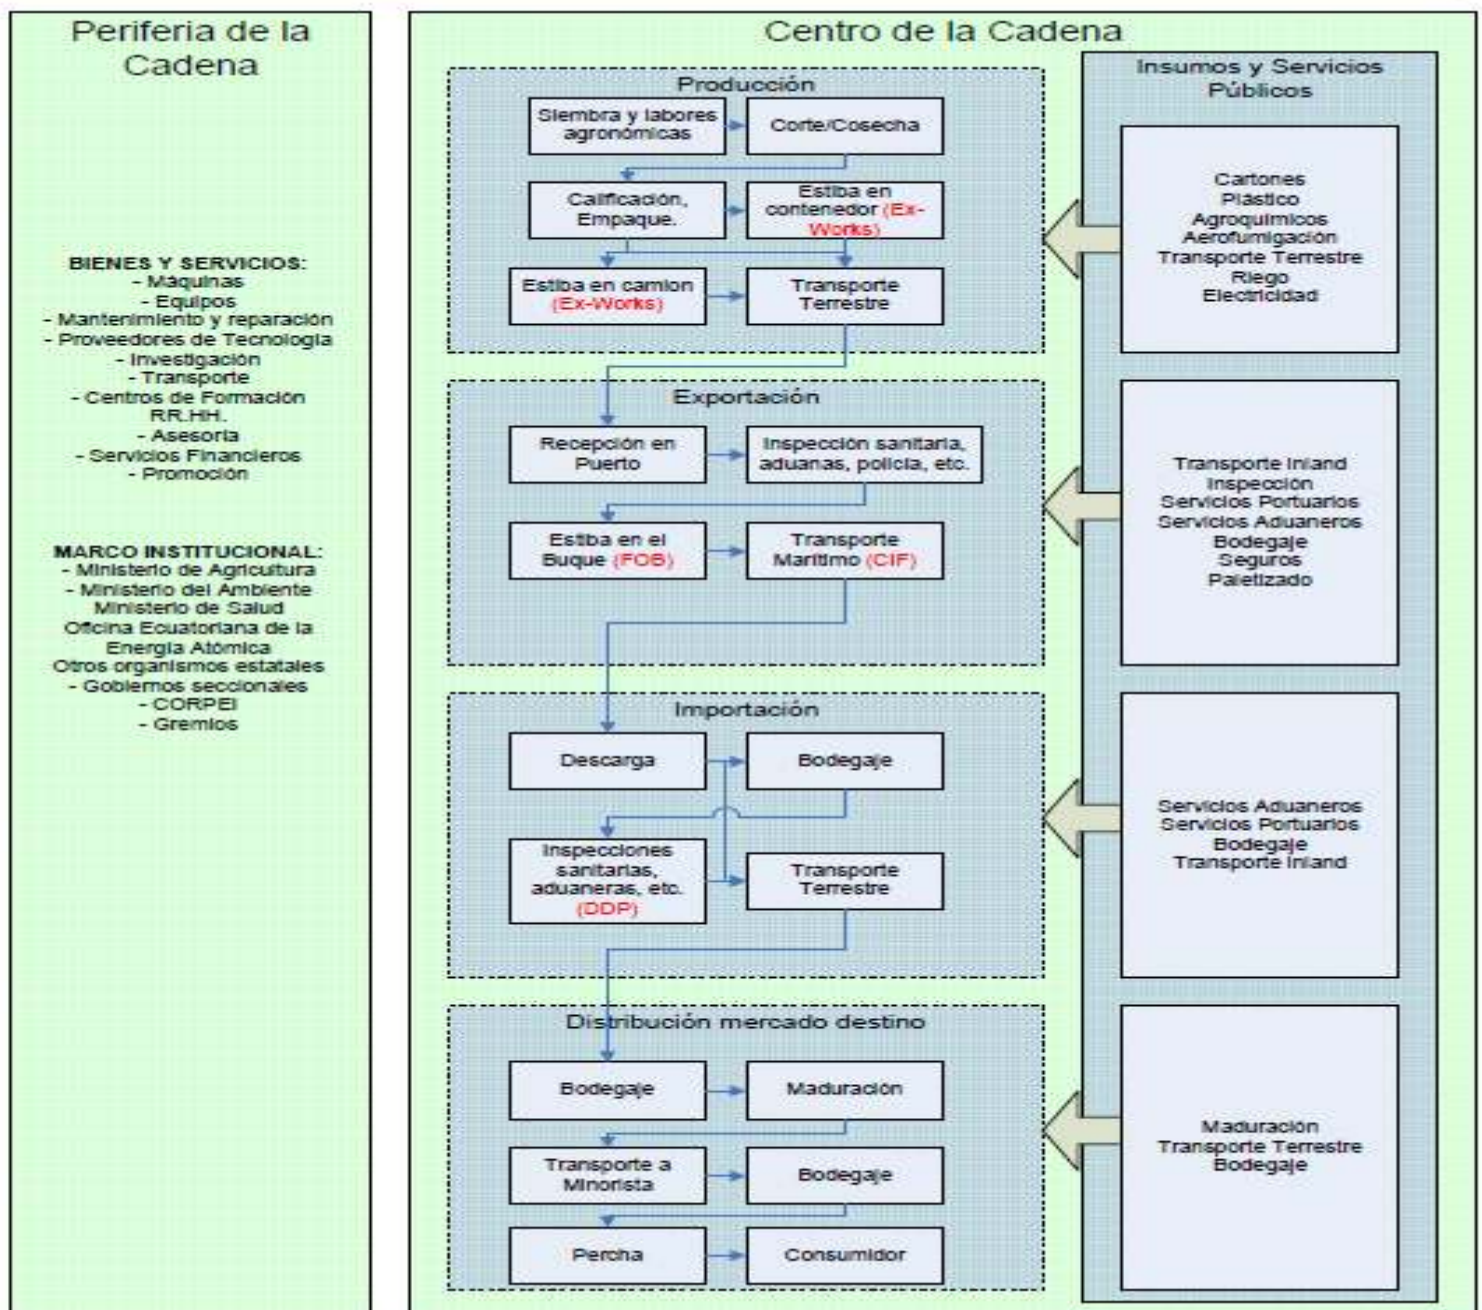 Periferia de la
Cadena
BIENES Y SERVICIOS:
- Máquinas
- Equipos
- Mantenimiento y reparación
- Proveedores de Tecnología
- Investigación
- Transporte
- Centros de Formación
RR.HH.
- Asesoría
- Servicios Financieros
- Promoción
MARCO INSTITUCIONAL:
- Ministerio de Agricultura
- Ministerio del Ambiente
Ministerio de Salud
Oficina Ecuatoriana de la
Energía Atómica
Otros organismos estatales
- Gobiernos seccionales
- CORPEI
- Gremios
Centro de la Cadena
Producción
Siembra y labores
agronómicas
Corte/Cosecha
Calificación,
Empaque.
Estiba en
contenedor (Ex-
Works)
Estiba en camion
(Ex-Works)
Transporte
Terrestre
Exportación
Recepción en
Puerto
Inspección sanitaria,
aduanas, policía, etc.
Estiba en el
Buque (FOB)
Transporte
Marítimo (CIF)
Importación
Descarga
Bodegaje
Inspecciones
sanitarias,
aduaneras, etc.
(DDP)
Transporte
Terrestre
Distribución mercado destino
Bodegaje
Maduración
Transporte a
Minorista
Bodegaje
Percha
Consumidor
Insumos y Servicios
Públicos
Cartones
Plástico
Agroquímicos
Aerofumigación
Transporte Terrestre
Riego
Electricidad
Transporte Inland
Inspección
Servicios Portuarios
Servicios Aduaneros
Bodegaje
Seguros
Paletizado
Servicios Aduaneros
Servicios Portuarios
Bodegaje
Transporte Inland
Maduración
Transporte Terrestre
Bodegaje